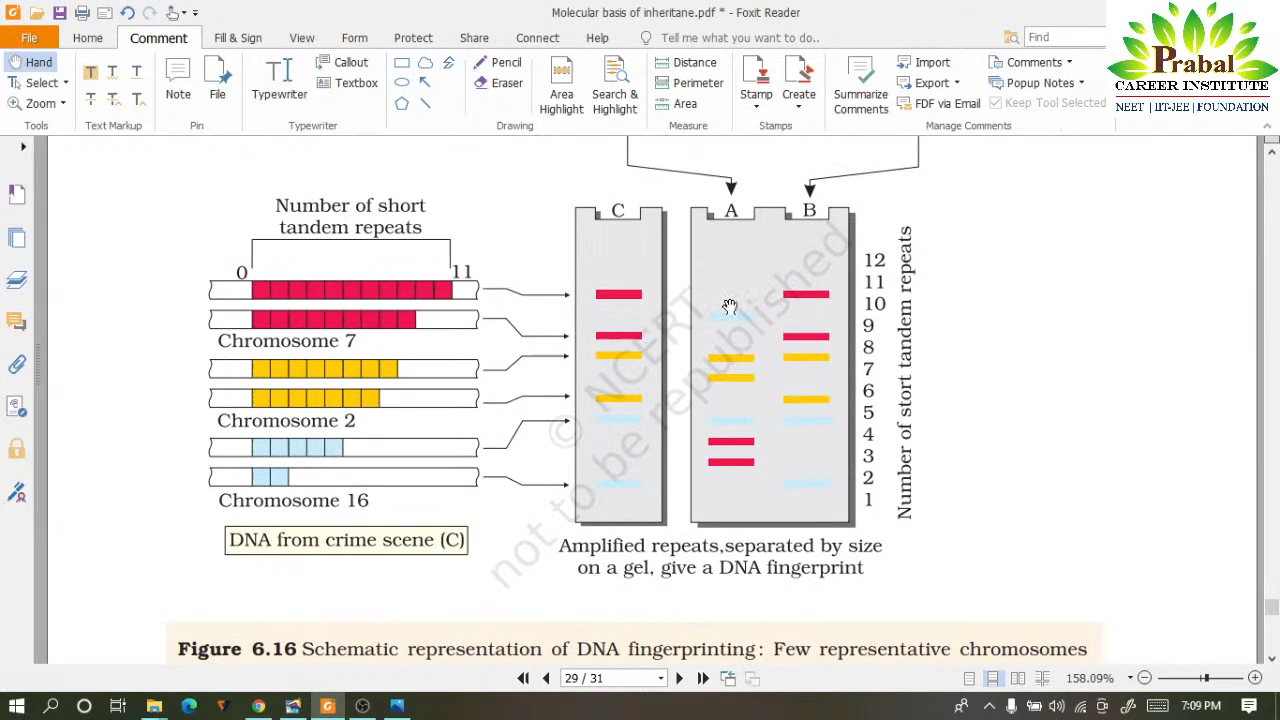 Molecular basis of inheritane.pdf * - Foxit Reader
File
Home
Comment
View
Form
Protect
Fill & Sign
Share
Connect
Help
Tell me what you want to do..
Find
Hand
Select
Zoom
Tools
Text Markup
Note
File
Pin
Typewriter
Callout
Textbox
Typewriter
Pencil
Eraser
Area Highlight
Search & Highlight
Drawing
Distance
Perimeter
Area
Measure
Stamp
Create
Stamps
Summarize Comments
Import
Export
FDF via Email
Comments
Popup Notes
Keep Tool Selected
Manage Comments
Prabal
CAREER INSTITUTE
NEET | IIT-JEE | FOUNDATION
Number of short
tandem repeats
0
11
Chromosome 7
Chromosome 2
Chromosome 16
DNA from crime scene (C)
C
A
B
12
11
10
9
8
7
6
5
4
3
2
1
Number of stort tandem repeats
© NCERT
not to be republished
Amplified repeats,separated by size
on a gel, give a DNA fingerprint
Figure 6.16 Schematic representation of DNA fingerprinting: Few representative chromosomes
29 / 31
158.09%
7:09 PM